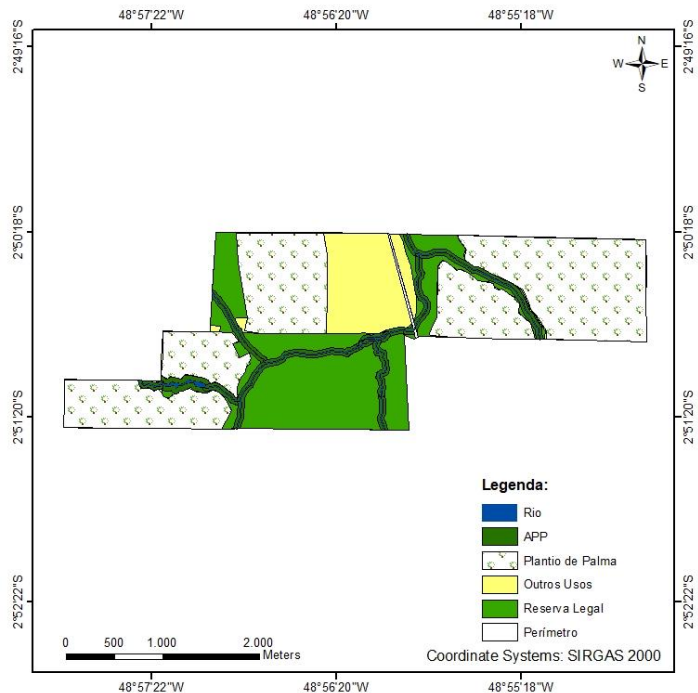 48°57'22"W 48°56'20"W 48°55'18"W
2°49'16"S 2°49'16"S
N
W E
S
2°50'18"S 2°50'18"S
2°51'20"S 2°51'20"S
Legenda:
Rio
APP
Plantio de Palma
Outros Usos
Reserva Legal
Perímetro
2°52'22"S 2°52'22"S
0 500 1.000 2.000
Meters
Coordinate Systems: SIRGAS 2000
48°57'22"W 48°56'20"W 48°55'18"W